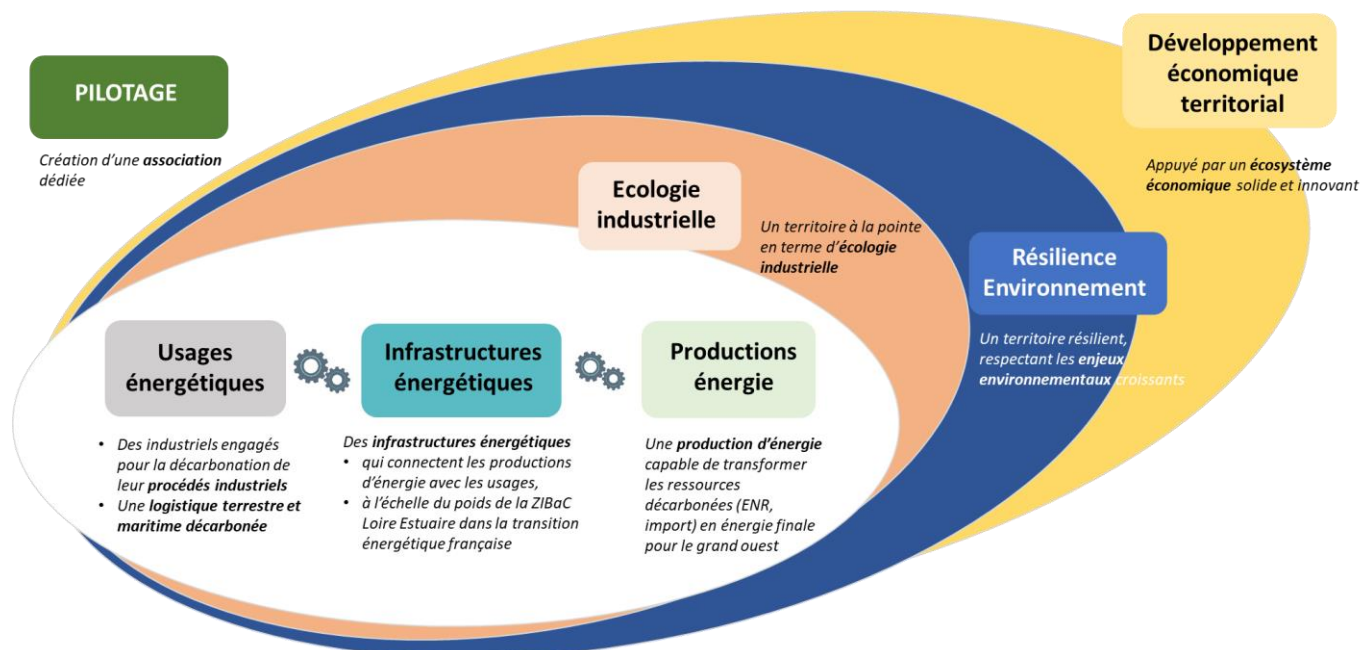 PILOTAGE
Création d'une association
dédiée
Développement
économique
territorial
Appuyé par un écosystème
économique solide et innovant
Ecologie
industrielle
Un territoire à la pointe
en terme d'écologie
industrielle
Résilience
Environnement
Un territoire résilient,
respectant les enjeux
environnementaux croissants
Usages
énergétiques
• Des industriels engagés
pour la décarbonation de
leur procédés industriels
• Une logistique terrestre et
maritime décarbonée
Infrastructures
énergétiques
Des infrastructures énergétiques
• qui connectent les productions
d'énergie avec les usages,
• à l'échelle du poids de la ZIBaC
Loire Estuaire dans la transition
énergétique française
Productions
énergie
Une production d'énergie
capable de transformer
les ressources
décarbonées (ENR,
import) en énergie finale
pour le grand ouest